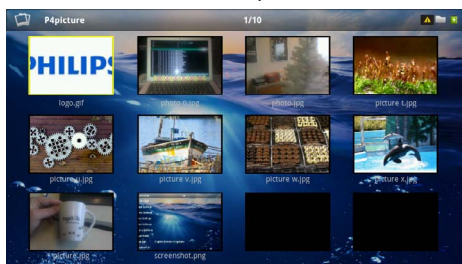 P4picture 1/10
PHILIPS
logo.gif photo 6.jpg photo.jpg picture t.jpg
picture u.jpg picture v.jpg picture w.jpg picture x.jpg
picture.jpg screenshot.png